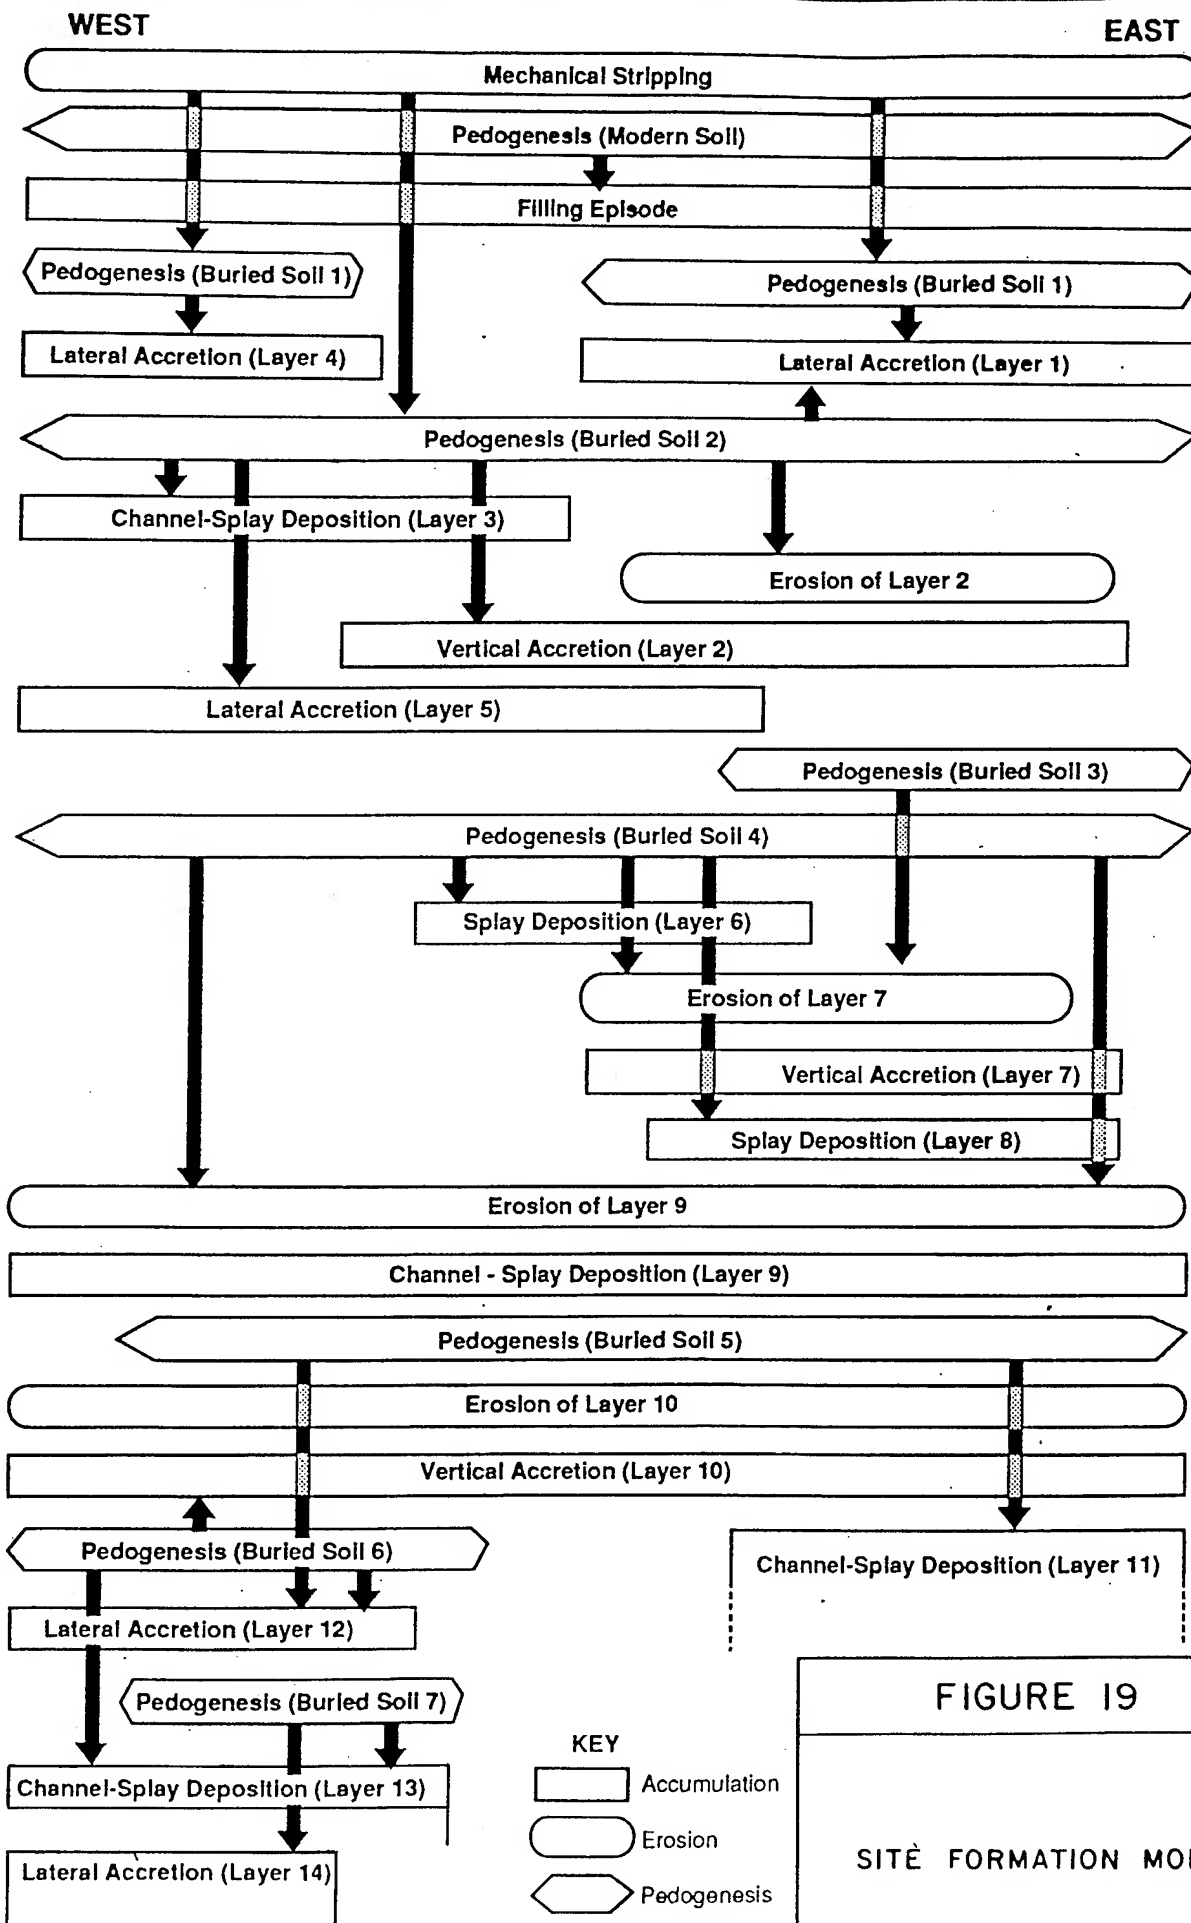 WEST
EAST
Mechanical Stripping
Pedogenesis (Modern Soil)
Filling Episode
Pedogenesis (Buried Soil 1)
Pedogenesis (Buried Soil 1)
Lateral Accretion (Layer 4)
Lateral Accretion (Layer 1)
Pedogenesis (Buried Soil 2)
Channel-Splay Deposition (Layer 3)
Erosion of Layer 2
Vertical Accretion (Layer 2)
Lateral Accretion (Layer 5)
Pedogenesis (Buried Soil 3)
Pedogenesis (Buried Soil 4)
Splay Deposition (Layer 6)
Erosion of Layer 7
Vertical Accretion (Layer 7)
Splay Deposition (Layer 8)
Erosion of Layer 9
Channel - Splay Deposition (Layer 9)
Pedogenesis (Buried Soil 5)
Erosion of Layer 10
Vertical Accretion (Layer 10)
Pedogenesis (Buried Soil 6)
Channel-Splay Deposition (Layer 11)
Lateral Accretion (Layer 12)
Pedogenesis (Buried Soil 7)
Channel-Splay Deposition (Layer 13)
Lateral Accretion (Layer 14)
KEY
Accumulation
Erosion
Pedogenesis
FIGURE 19
SITE FORMATION